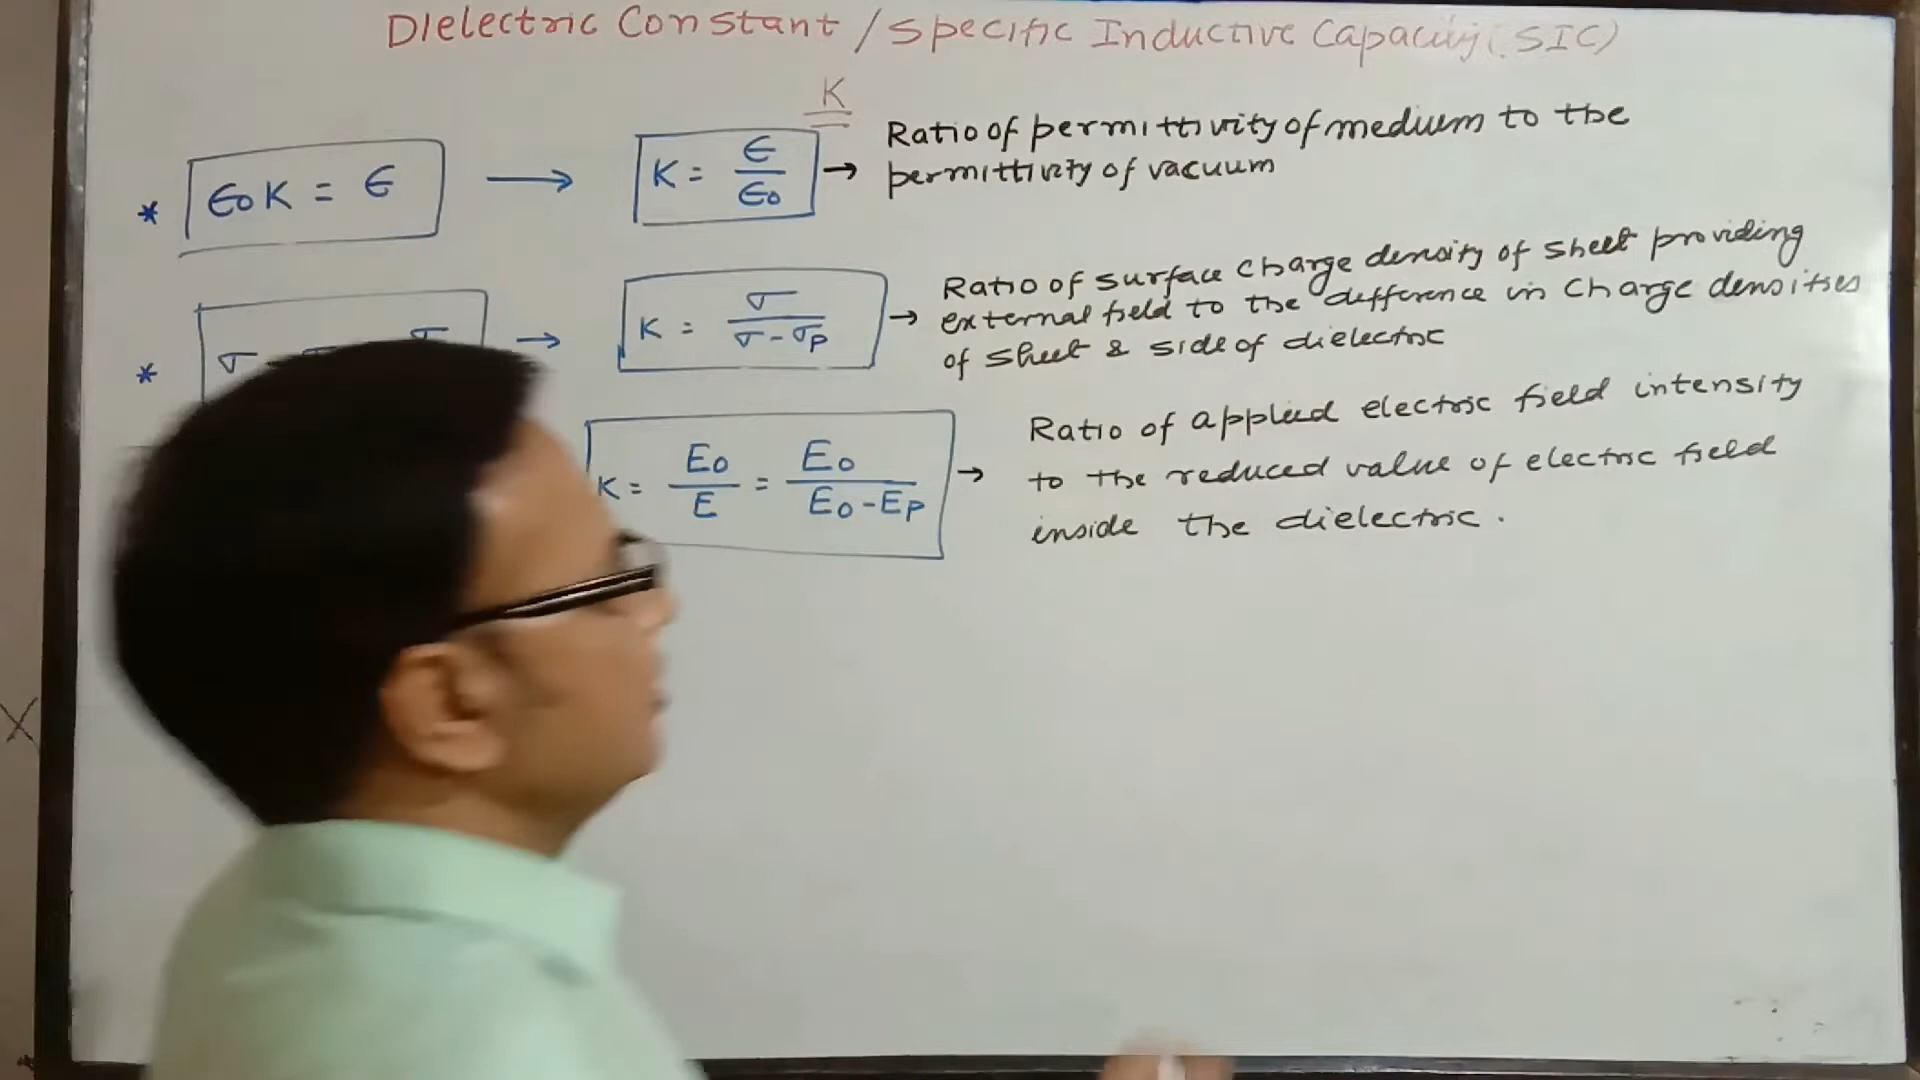 Dielectric Constant / Specific Inductive Capacity (SIC)
K
* ϵ₀K = ϵ → K = ϵ/ϵ₀ → Ratio of permittivity of medium to the
permittivity of vacuum
* σ → K = σ/(σ - σp) → Ratio of surface charge density of sheet providing
external field to the difference in charge densities
of sheet & side of dielectric
K = E₀/E = E₀/(E₀ - Ep) → Ratio of applied electric field intensity
to the reduced value of electric field
inside the dielectric.